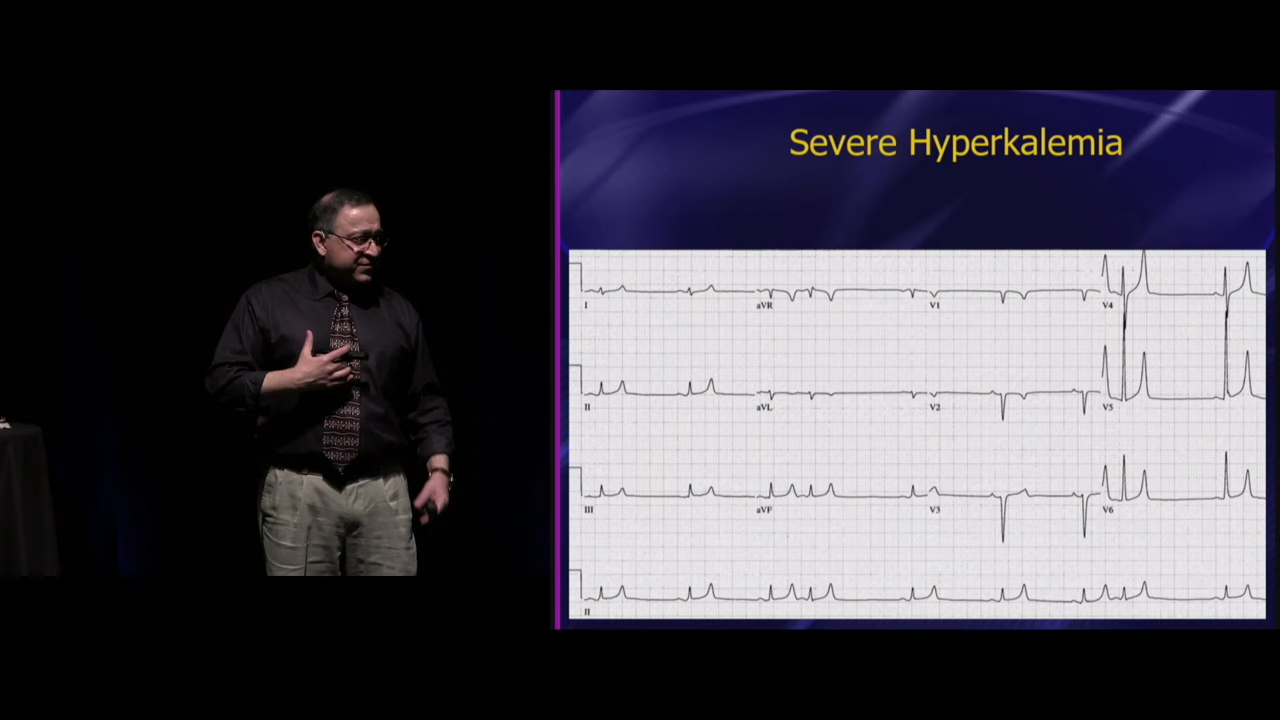 Severe Hyperkalemia
I aVR V1 V4
II aVL V2 V5
III aVF V3 V6
II